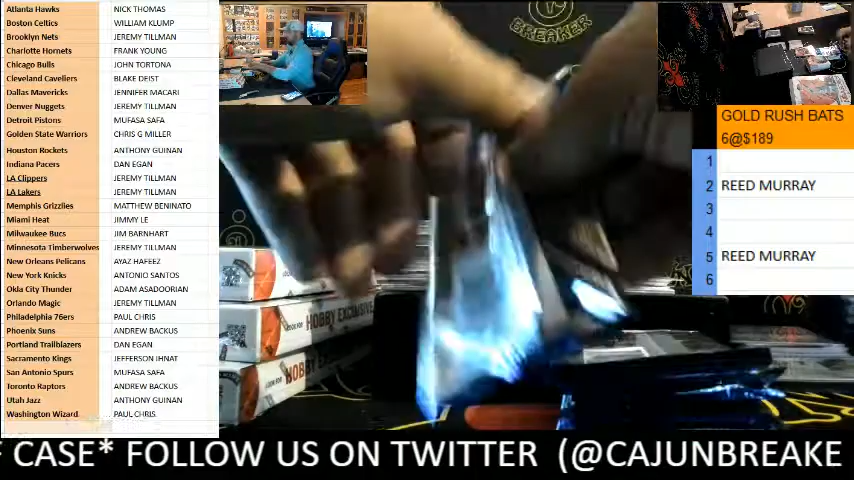 Atlanta Hawks NICK THOMAS
Boston Celtics WILLIAM KLUMP
Brooklyn Nets JEREMY TILLMAN
Charlotte Hornets FRANK YOUNG
Chicago Bulls JOHN TORTONA
Cleveland Caveliers BLAKE DEIST
Dallas Mavericks JENNIFER MACARI
Denver Nuggets JEREMY TILLMAN
Detroit Pistons MUFASA SAFA
Golden State Warriors CHRIS G MILLER
Houston Rockets ANTHONY GUINAN
Indiana Pacers DAN EGAN
LA Clippers JEREMY TILLMAN
LA Lakers JEREMY TILLMAN
Memphis Grizzlies MATTHEW BENINATO
Miami Heat JIMMY LE
Milwaukee Bucs JIM BARNHART
Minnesota Timberwolves JEREMY TILLMAN
New Orleans Pelicans AYAZ HAFEEZ
New York Knicks ANTONIO SANTOS
Okla City Thunder ADAM ASADOORIAN
Orlando Magic JEREMY TILLMAN
Philadelphia 76ers PAUL CHRIS
Phoenix Suns ANDREW BACKUS
Portland Trailblazers DAN EGAN
Sacramento Kings JEFFERSON IHNAT
San Antonio Spurs MUFASA SAFA
Toronto Raptors ANDREW BACKUS
Utah Jazz ANTHONY GUINAN
Washington Wizard PAUL CHRIS
BREAKER
HOBBY EXCLUSIVE
HOBBY
GOLD RUSH BATS
6@$189
1
2 REED MURRAY
3
4
5 REED MURRAY
6
CASE* FOLLOW US ON TWITTER (@CAJUNBREAKE